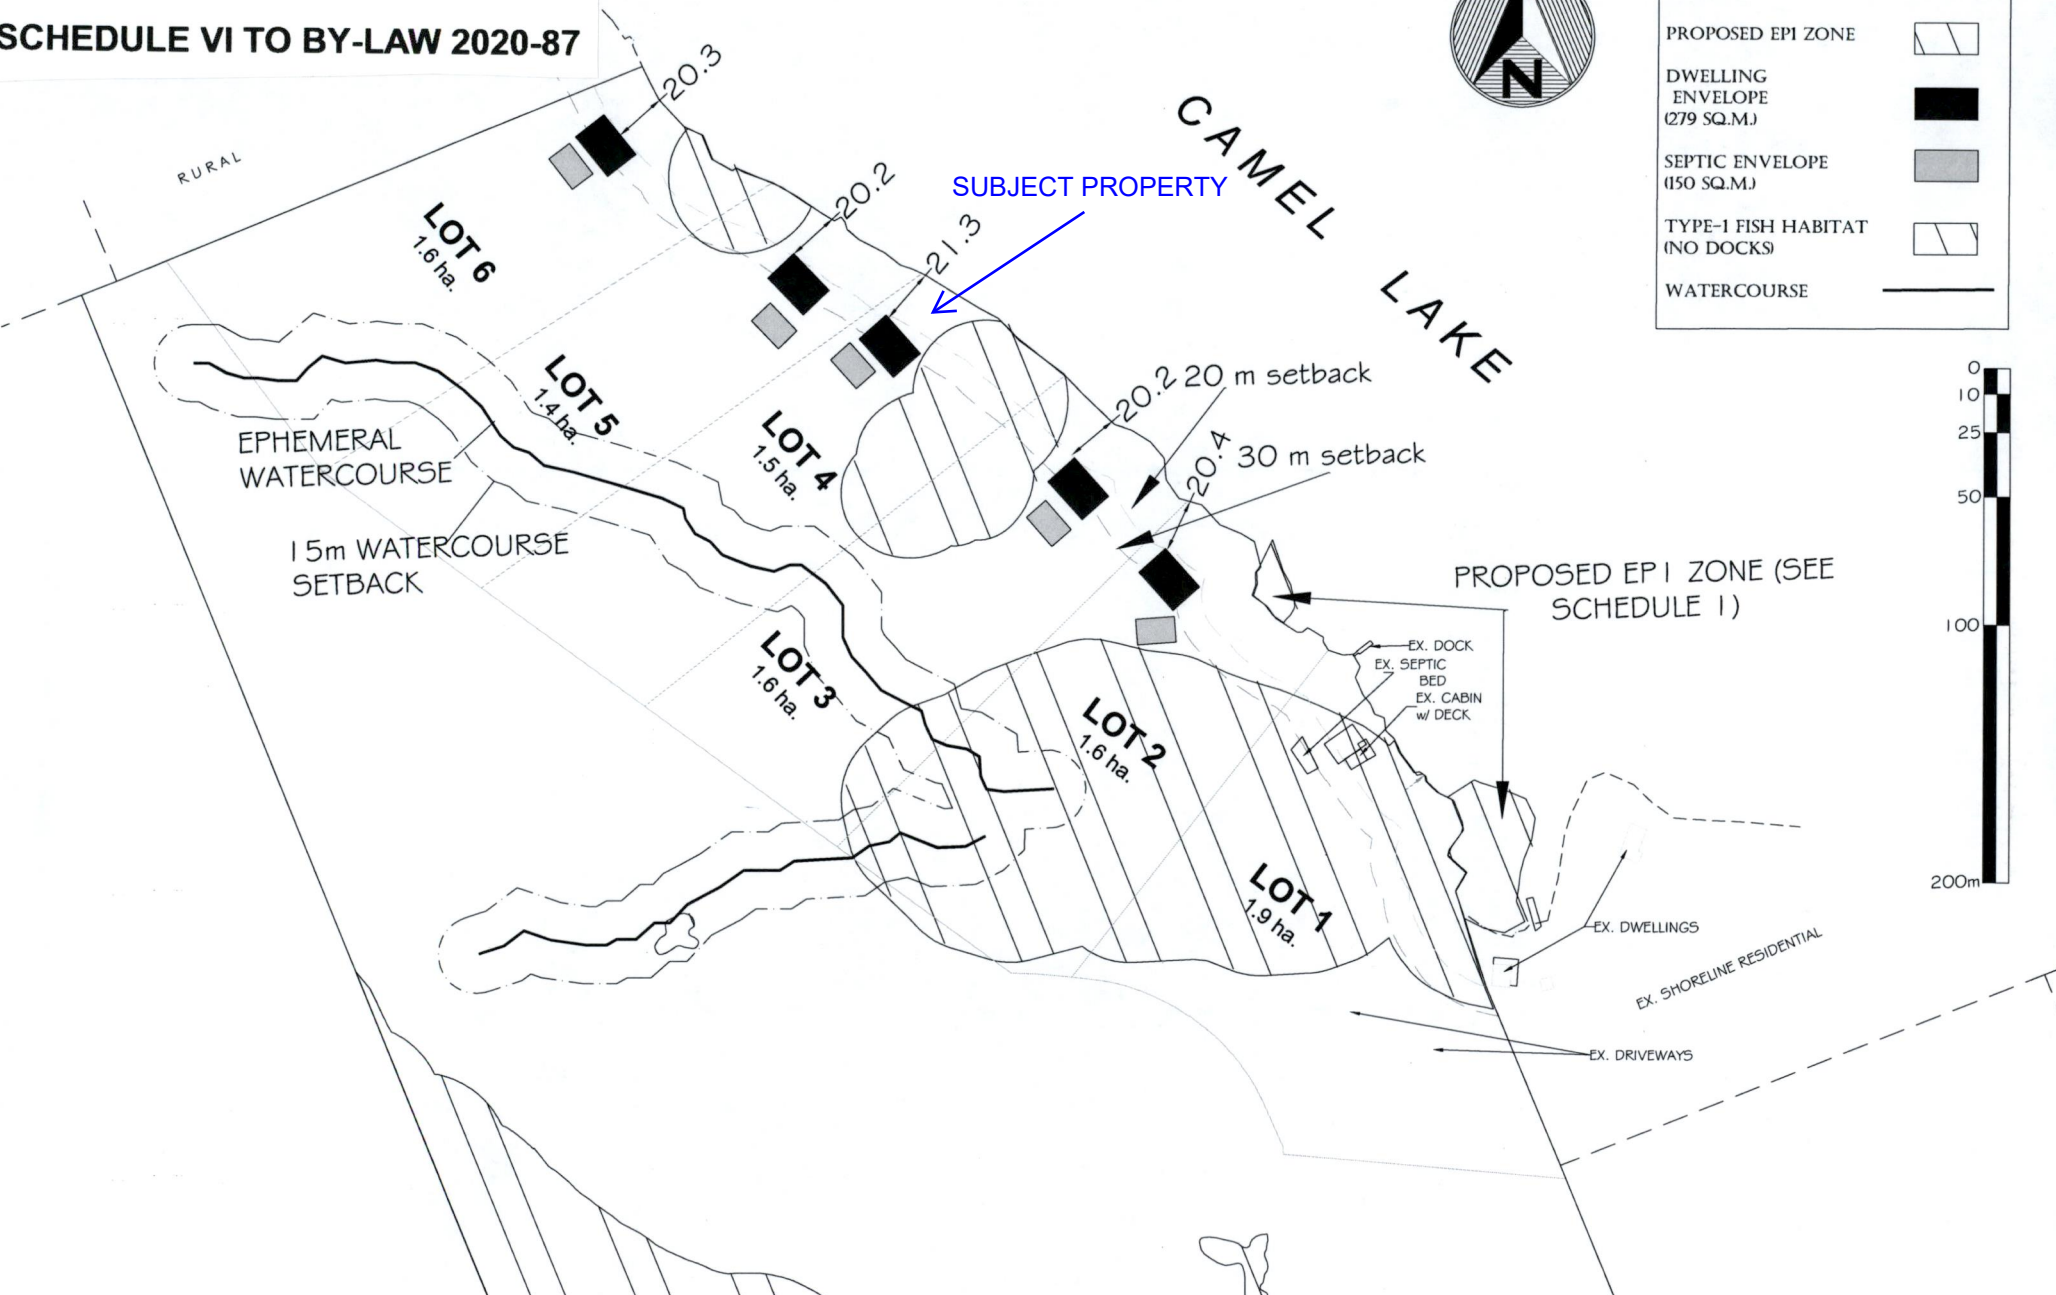 SCHEDULE VI TO BY-LAW 2020-87
N
PROPOSED EP1 ZONE
DWELLING
ENVELOPE
(279 SQ.M.)
SEPTIC ENVELOPE
(150 SQ.M.)
TYPE-1 FISH HABITAT
(NO DOCKS)
WATERCOURSE
CAMEL LAKE
SUBJECT PROPERTY
RURAL
20.3
20.2
21.3
20.2
20.4
20 m setback
30 m setback
LOT 6
1.6 ha.
LOT 5
1.4 ha.
LOT 4
1.5 ha.
LOT 3
1.6 ha.
LOT 2
1.6 ha.
LOT 1
1.9 ha.
EPHEMERAL
WATERCOURSE
15m WATERCOURSE
SETBACK
PROPOSED EP1 ZONE (SEE
SCHEDULE 1)
EX. DOCK
EX. SEPTIC
BED
EX. CABIN
w/ DECK
EX. DWELLINGS
EX. SHORELINE RESIDENTIAL
EX. DRIVEWAYS
0
10
25
50
100
200m